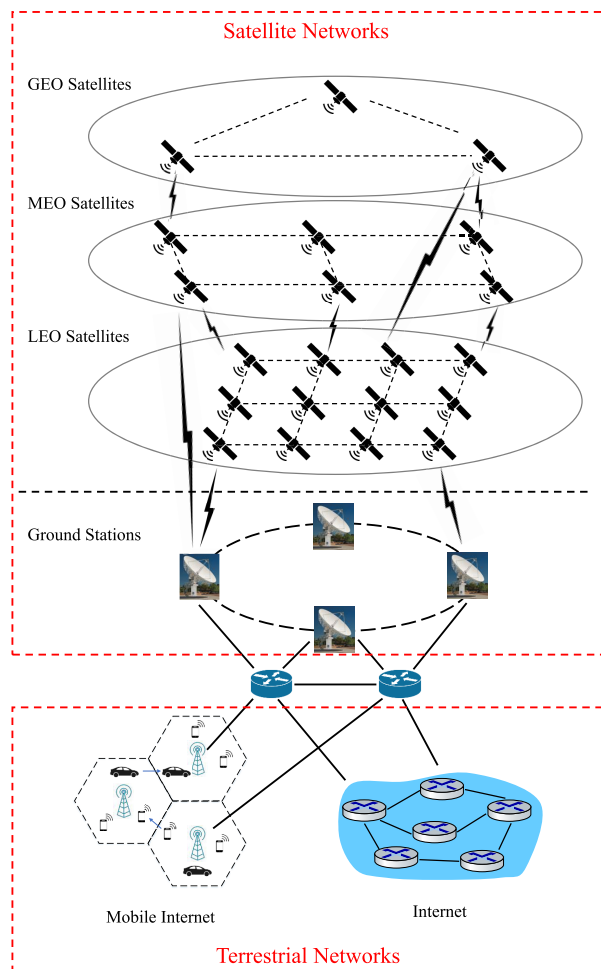 Satellite Networks
GEO Satellites
MEO Satellites
LEO Satellites
Ground Stations
Mobile Internet
Internet
Terrestrial Networks